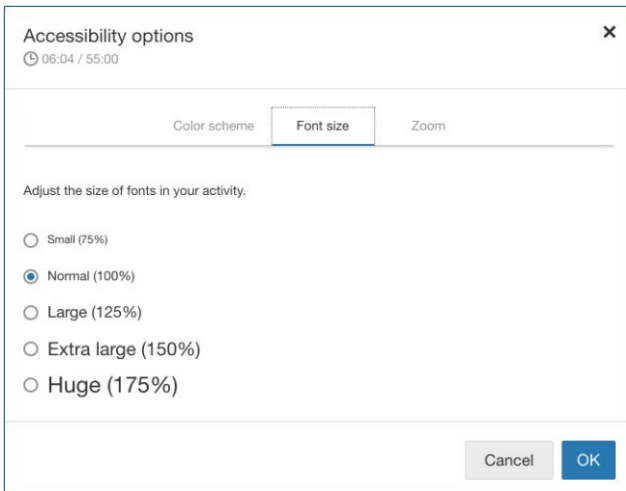 Accessibility options
06:04 / 55:00
Color scheme Font size Zoom
Adjust the size of fonts in your activity.
Small (75%)
Normal (100%)
Large (125%)
Extra large (150%)
Huge (175%)
Cancel OK